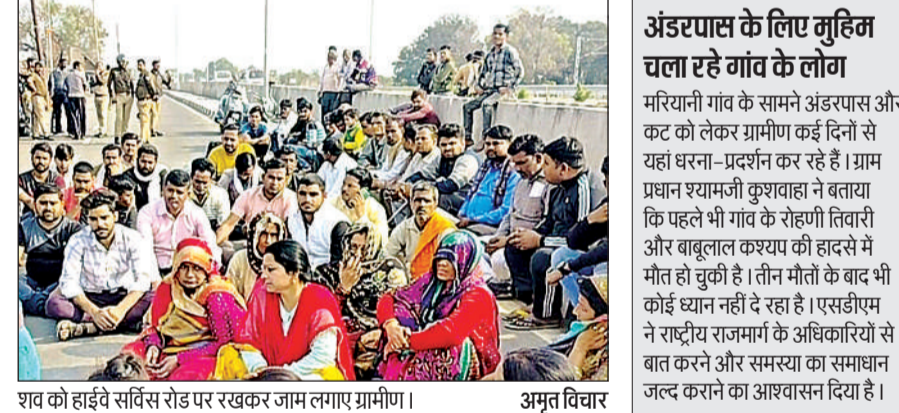 शव को हाईवे सर्विस रोड पर रखकर जाम लगाए ग्रामीण।
अमृत विचार
अंडरपास के लिए मुहिम
चला रहे गांव के लोग
मरियानी गांव के सामने अंडरपास और
कट को लेकर ग्रामीण कई दिनों से
यहां धरना-प्रदर्शन कर रहे हैं। ग्राम
प्रधान श्यामजी कुशवाहा ने बताया
कि पहले भी गांव के रोहणी तिवारी
और बाबूलाल कश्यप की हादसे में
मौत हो चुकी है। तीन मौतों के बाद भी
कोई ध्यान नहीं दे रहा है। एसडीएम
ने राष्ट्रीय राजमार्ग के अधिकारियों से
बात करने और समस्या का समाधान
जल्द कराने का आश्वासन दिया है।